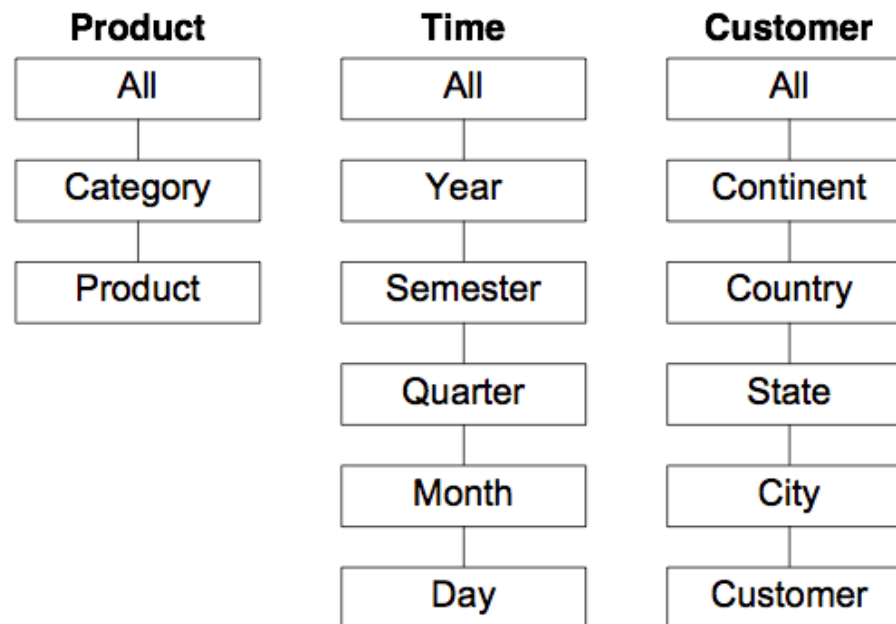 Product Time Customer
All All All
Category Year Continent
Product Semester Country
Quarter State
Month City
Day Customer